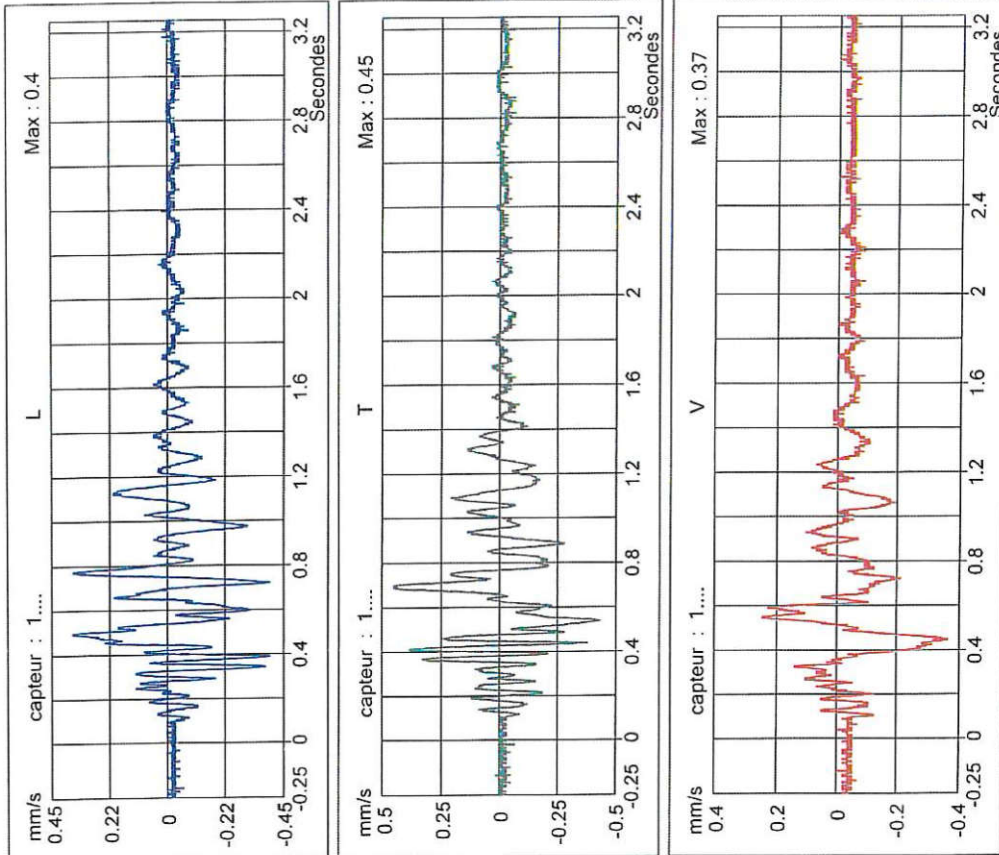 mm/s capteur : 1.... L Max : 0.4
0.45
0.22
0
-0.22
-0.45
-0.25 0 0.4 0.8 1.2 1.6 2 2.4 2.8 3.2
Secondes
mm/s capteur : 1.... T Max : 0.45
0.5
0.25
0
-0.25
-0.5
-0.25 0 0.4 0.8 1.2 1.6 2 2.4 2.8 3.2
Secondes
mm/s capteur : 1.... V Max : 0.37
0.4
0.2
0
-0.2
-0.4
-0.25 0 0.4 0.8 1.2 1.6 2 2.4 2.8 3.2
Secondes